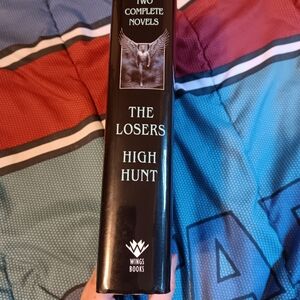 TWO
COMPLETE
NOVELS
THE
LOSERS
HIGH
HUNT
WINGS
BOOKS